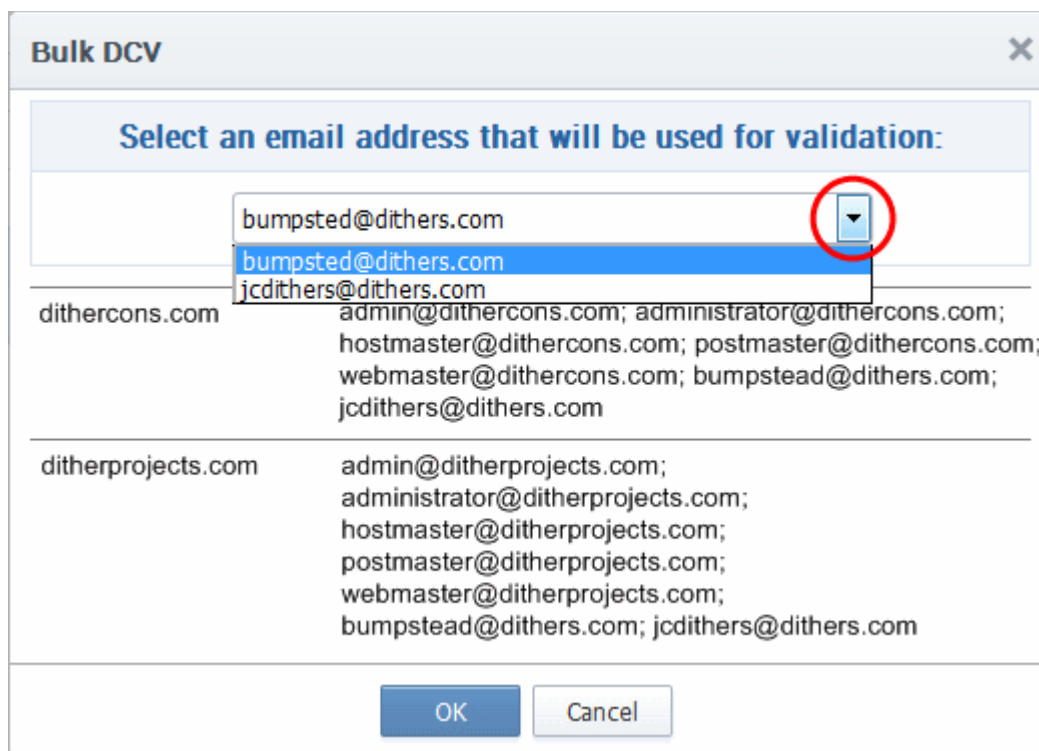 Bulk DCV
Select an email address that will be used for validation:
bumpsted@dithers.com
bumpsted@dithers.com
jcdithers@dithers.com
dithercons.com admin@dithercons.com; administrator@dithercons.com;
hostmaster@dithercons.com; postmaster@dithercons.com;
webmaster@dithercons.com; bumpstead@dithers.com;
jcdithers@dithers.com
ditherprojects.com admin@ditherprojects.com;
administrator@ditherprojects.com;
hostmaster@ditherprojects.com;
postmaster@ditherprojects.com;
webmaster@ditherprojects.com;
bumpstead@dithers.com; jcdithers@dithers.com
OK Cancel